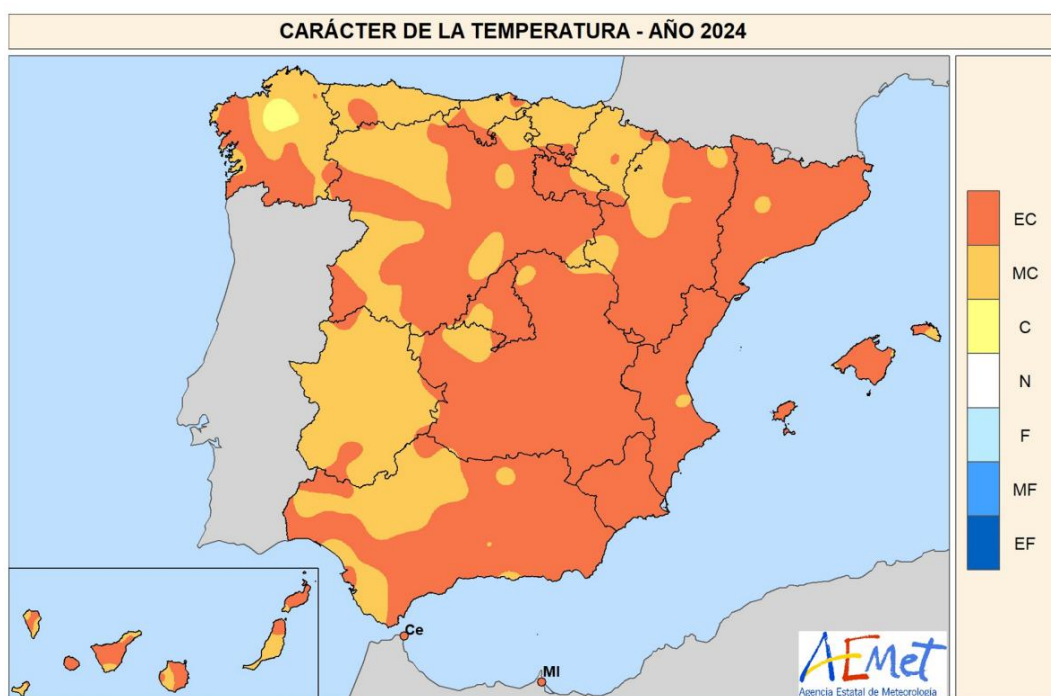 CARÁCTER DE LA TEMPERATURA - AÑO 2024
EC
MC
C
N
F
MF
EF
Ce
Ml
AEMet
Agencia Estatal de Meteorología